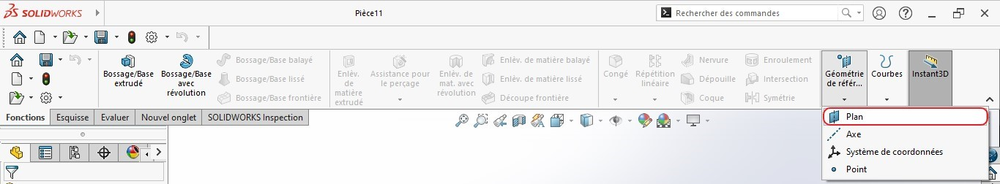 SOLIDWORKS
Pièce11
Rechercher des commandes
Bossage/Base
extrudé
Bossage/Base
avec
révolution
Bossage/Base balayé
Bossage/Base lissé
Bossage/Base frontière
Enlèv.
de
matière
extrudé
Assistance pour
le perçage
Enlèv. de
mat. avec
révolution
Enlèv. de matière balayé
Enlèv. de matière lissé
Découpe frontière
Congé
Répétition
linéaire
Nervure
Dépouille
Coque
Enroulement
Intersection
Symétrie
Géométrie
de référ...
Courbes
Instant3D
Fonctions
Esquisse
Evaluer
Nouvel onglet
SOLIDWORKS Inspection
Plan
Axe
Système de coordonnées
Point